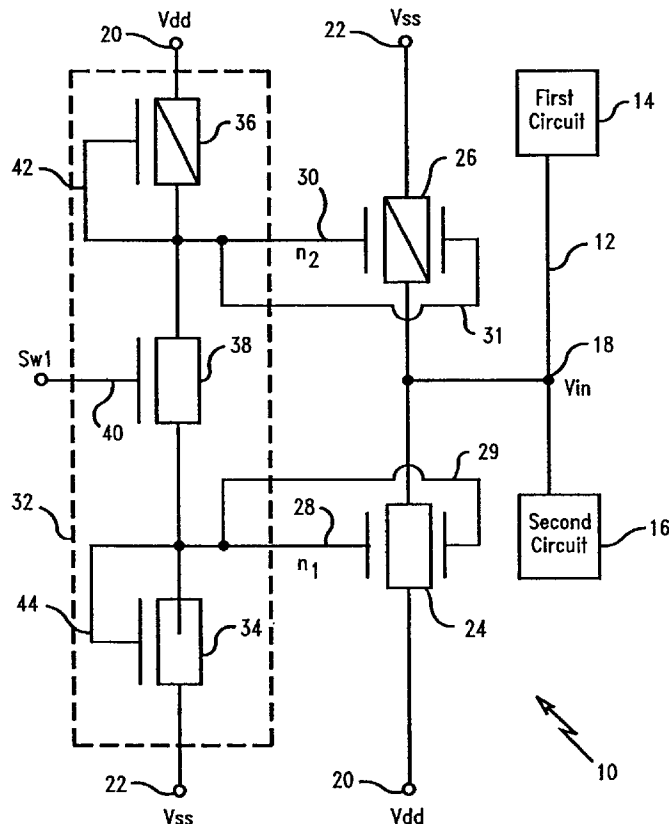 Vdd
20
Vss
22
First
Circuit
14
36
42
26
30
12
n2
31
Sw1
38
18
Vin
40
29
32
28
Second
Circuit
16
n1
44
34
24
22
Vss
20
Vdd
10